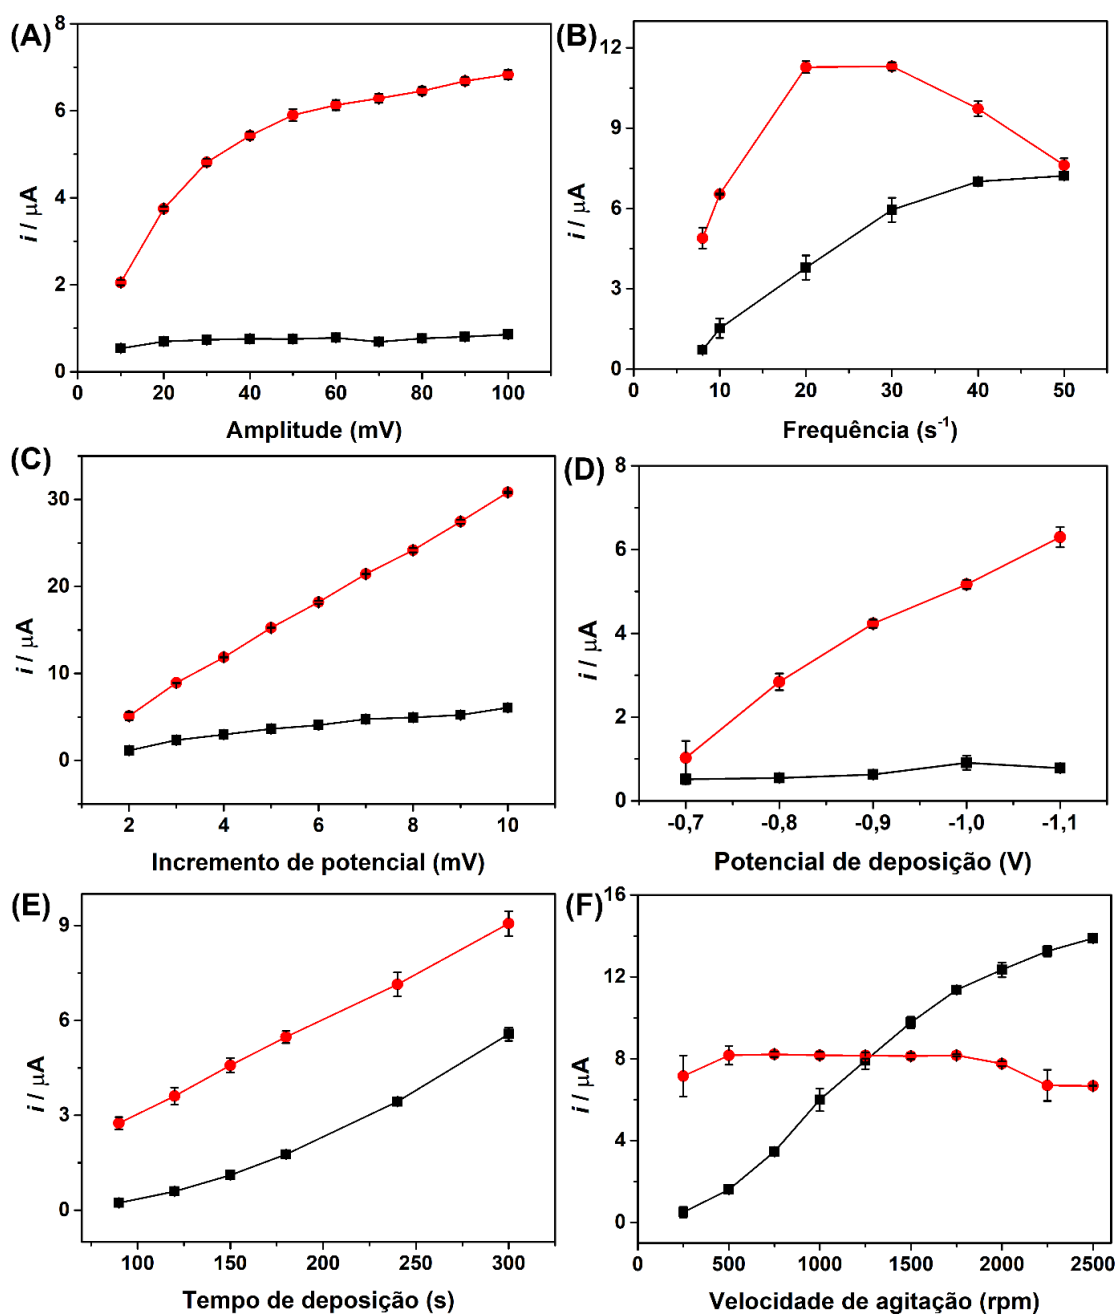 (A)
i / µA
8
6
4
2
0
0 20 40 60 80 100
Amplitude (mV)
(B)
i / µA
12
9
6
3
0
0 10 20 30 40 50
Frequência (s-1)
(C)
i / µA
30
20
10
0
2 4 6 8 10
Incremento de potencial (mV)
(D)
i / µA
8
6
4
2
0
-0,7 -0,8 -0,9 -1,0 -1,1
Potencial de deposição (V)
(E)
i / µA
9
6
3
0
100 150 200 250 300
Tempo de deposição (s)
(F)
i / µA
16
12
8
4
0
0 500 1000 1500 2000 2500
Velocidade de agitação (rpm)